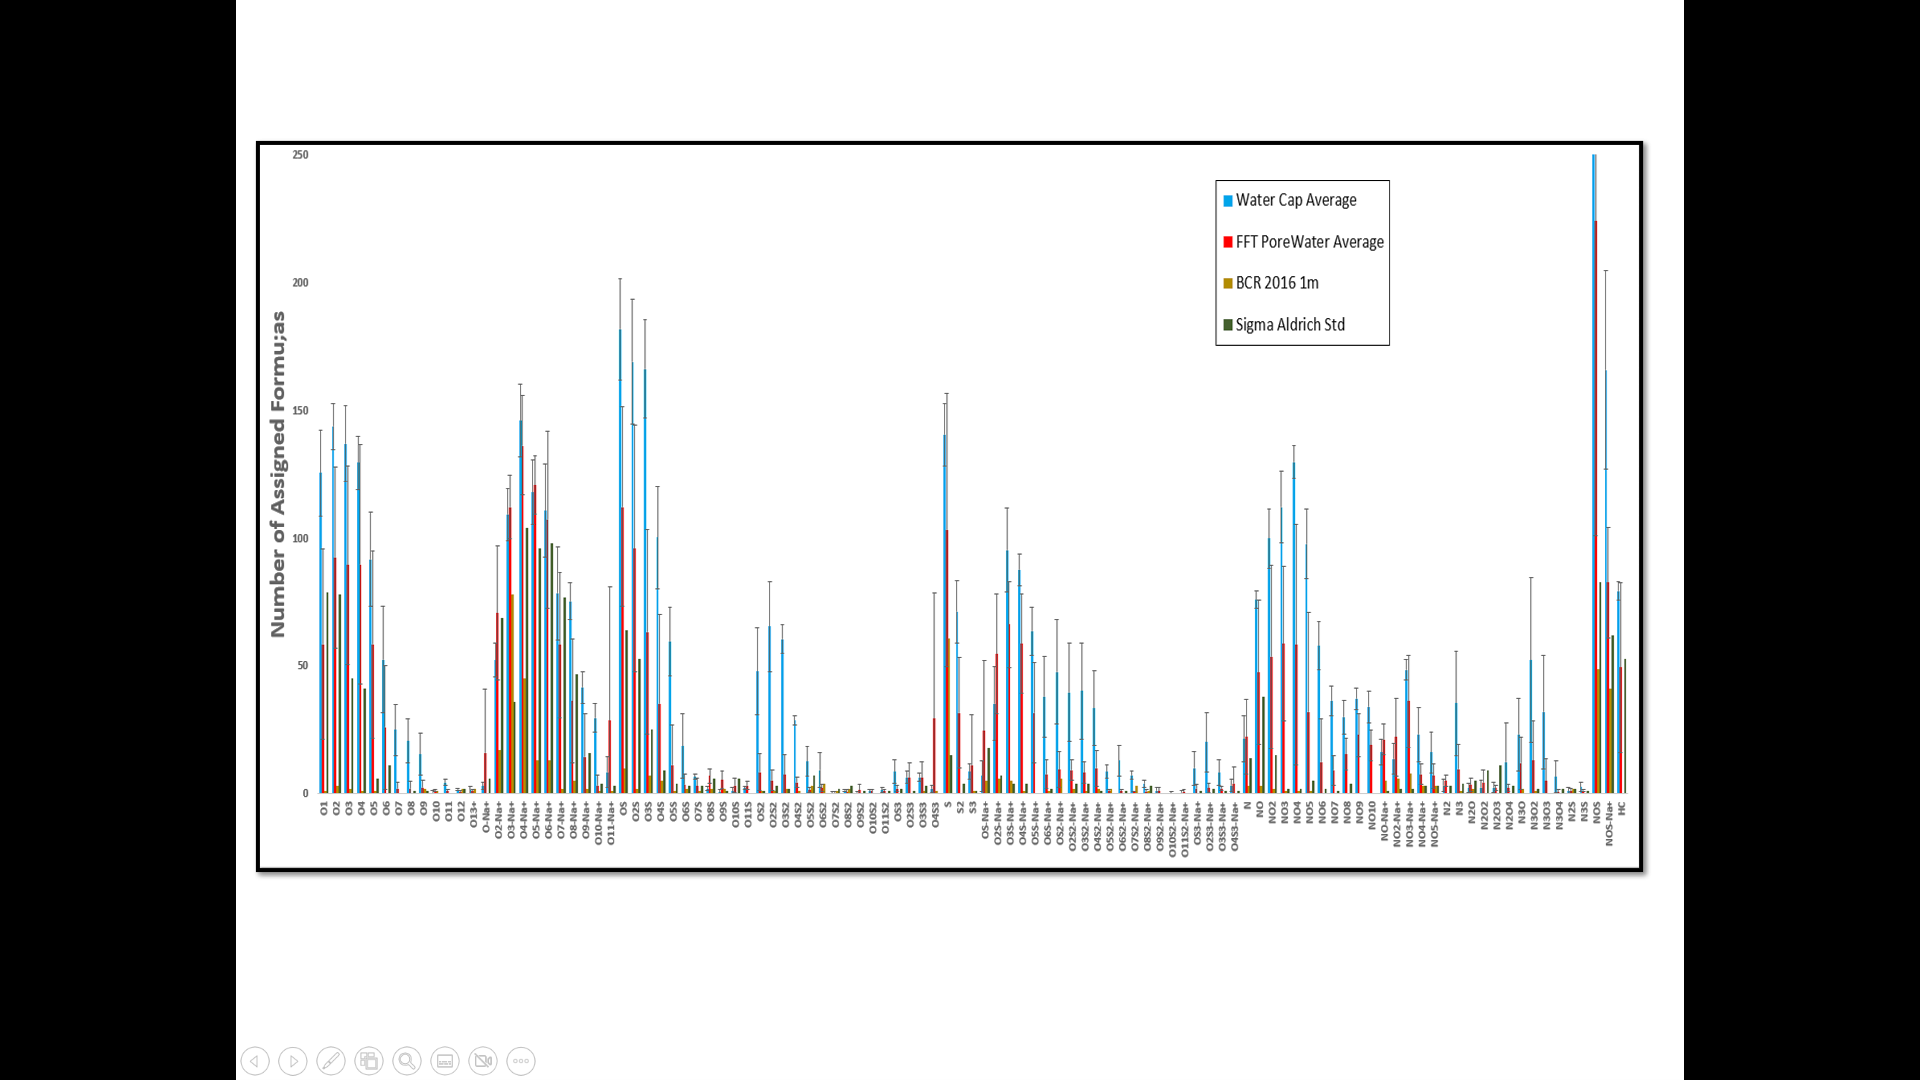 250
200
150
100
50
0
Number of Assigned Formu;as
Water Cap Average
FFT PoreWater Average
BCR 2016 1m
Sigma Aldrich Std
O1
O2
O3
O4
O5
O6
O7
O8
O9
O10
O11
O12
O13+
O-Na+
O2-Na+
O3-Na+
O4-Na+
O5-Na+
O6-Na+
O7-Na+
O8-Na+
O9-Na+
O10-Na+
O11-Na+
OS
O2S
O3S
O4S
O5S
O6S
O7S
O8S
O9S
O10S
O11S
OS2
O2S2
O3S2
O4S2
O5S2
O6S2
O7S2
O8S2
O9S2
O10S2
O11S2
OS3
O2S3
O3S3
O4S3
S
S2
S3
OS-Na+
O2S-Na+
O3S-Na+
O4S-Na+
O5S-Na+
O6S-Na+
OS2-Na+
O2S2-Na+
O3S2-Na+
O4S2-Na+
O5S2-Na+
O6S2-Na+
O7S2-Na+
O8S2-Na+
O9S2-Na+
O10S2-Na+
O11S2-Na+
OS3-Na+
O2S3-Na+
O3S3-Na+
O4S3-Na+
N
NO
NO2
NO3
NO4
NO5
NO6
NO7
NO8
NO9
NO10
NO-Na+
NO2-Na+
NO3-Na+
NO4-Na+
NO5-Na+
N2
N3
N2O
N2O2
N2O3
N2O4
N3O
N3O2
N3O3
N3O4
N2S
N3S
NOS
NOS-Na+
HC